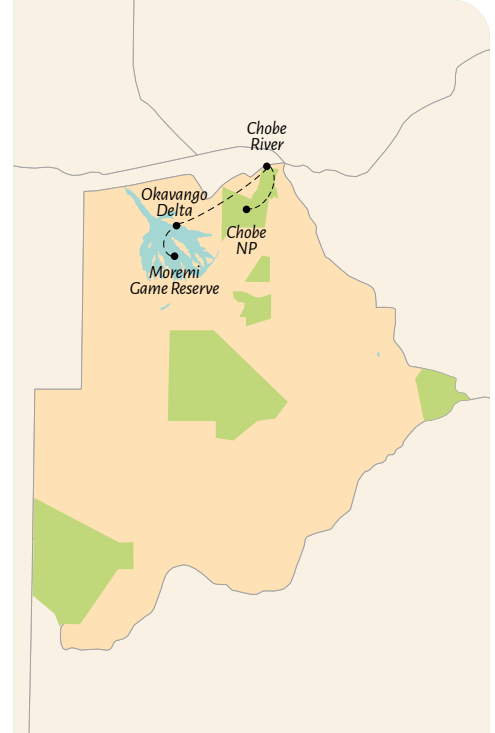 Chobe
River
Okavango
Delta
Chobe
NP
Moremi
Game Reserve